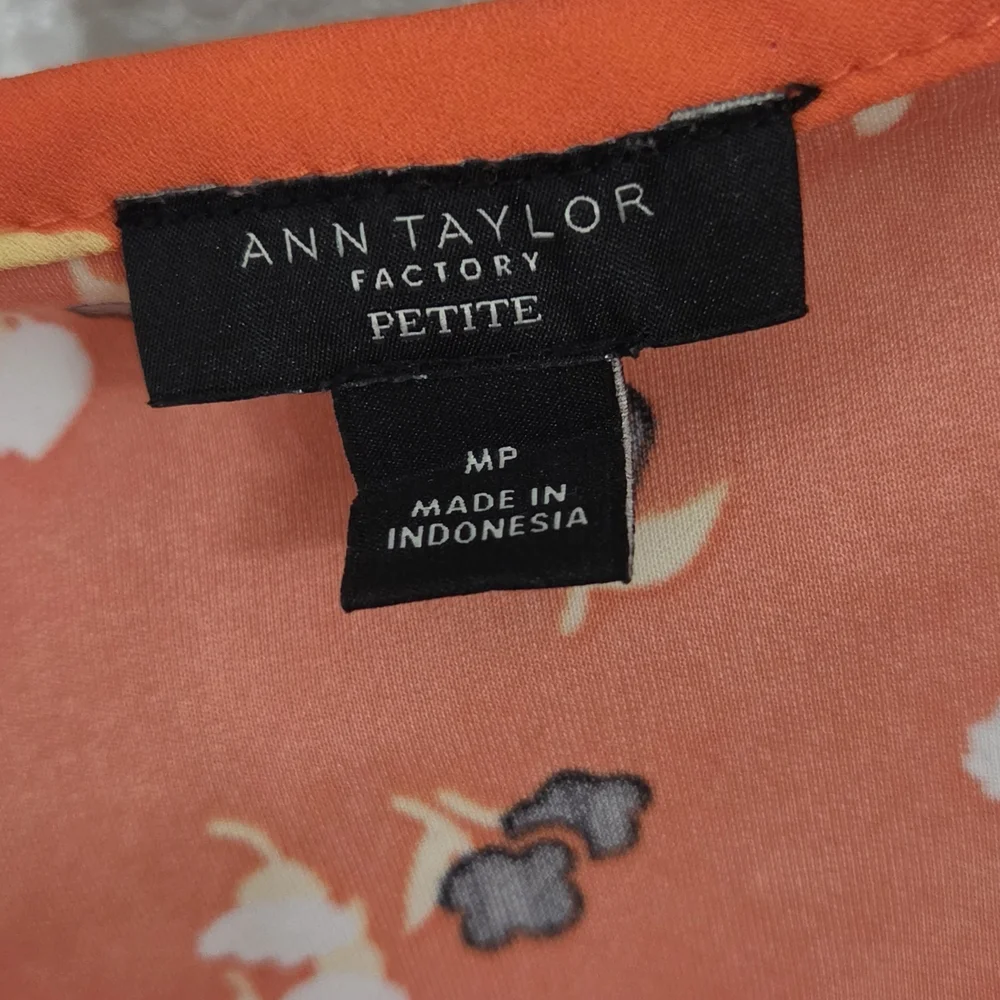 ANN TAYLOR
FACTORY
PETITE
MP
MADE IN
INDONESIA